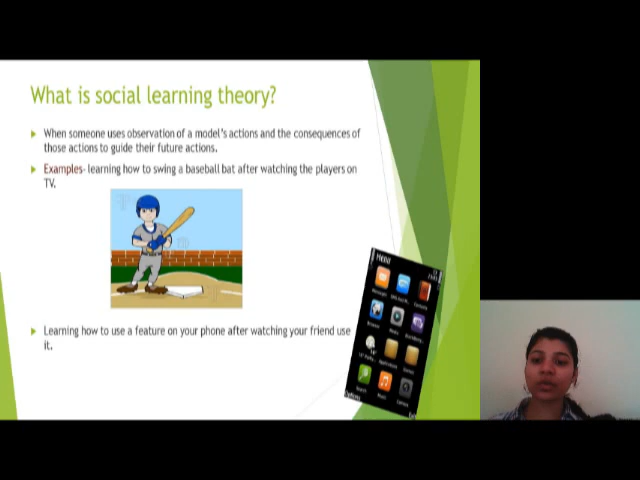 What is social learning theory?
When someone uses observation of a model's actions and the consequences of
those actions to guide their future actions.
Examples- learning how to swing a baseball bat after watching the players on
TV.
Learning how to use a feature on your phone after watching your friend use
it.
MENU
Options